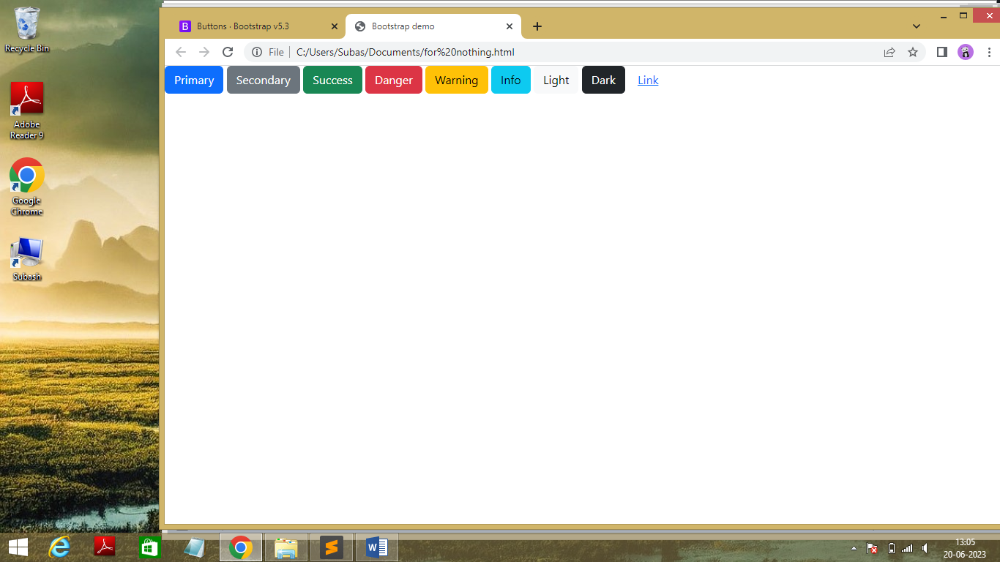 Buttons · Bootstrap v5.3
Bootstrap demo
File
C:/Users/Subas/Documents/for%20nothing.html
Primary Secondary Success Danger Warning Info Light Dark Link
Recycle Bin
Adobe
Reader 9
Google
Chrome
Subash
13:05
20-06-2023